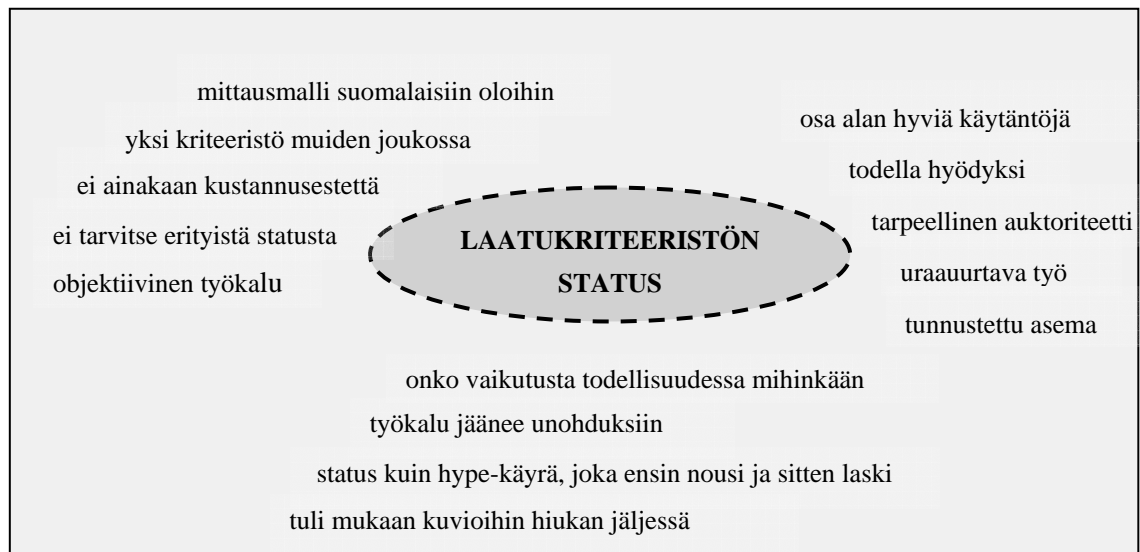 mittausmalli suomalaisiin oloihin
yksi kriteeristö muiden joukossa
ei ainakaan kustannusestettä
ei tarvitse erityistä statusta
objektiivinen työkalu
osa alan hyviä käytäntöjä
todella hyödyksi
tarpeellinen auktoriteetti
uraauurtava työ
tunnustettu asema
LAATUKRITEERISTÖN
STATUS
onko vaikutusta todellisuudessa mihinkään
työkalu jäänee unohduksiin
status kuin hype-käyrä, joka ensin nousi ja sitten laski
tuli mukaan kuvioihin hiukan jäljessä